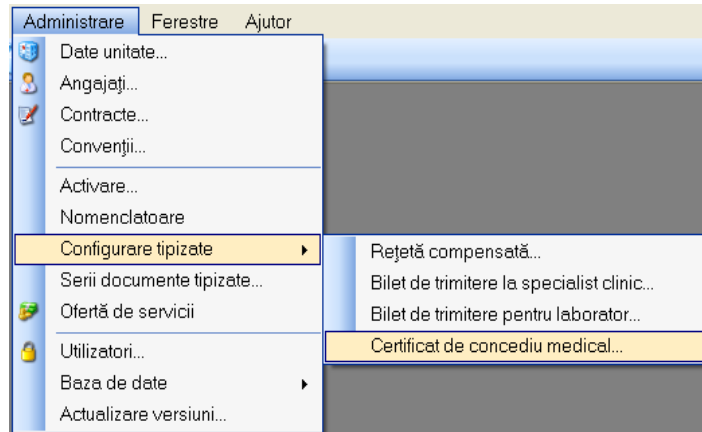 Administrare Ferestre Ajutor
Date unitate...
Angajaţi...
Contracte...
Convenţii...
Activare...
Nomenclatoare
Configurare tipizate
Serii documente tipizate...
Ofertă de servicii
Utilizatori...
Baza de date
Actualizare versiuni...
Reţetă compensată...
Bilet de trimitere la specialist clinic...
Bilet de trimitere pentru laborator...
Certificat de concediu medical...